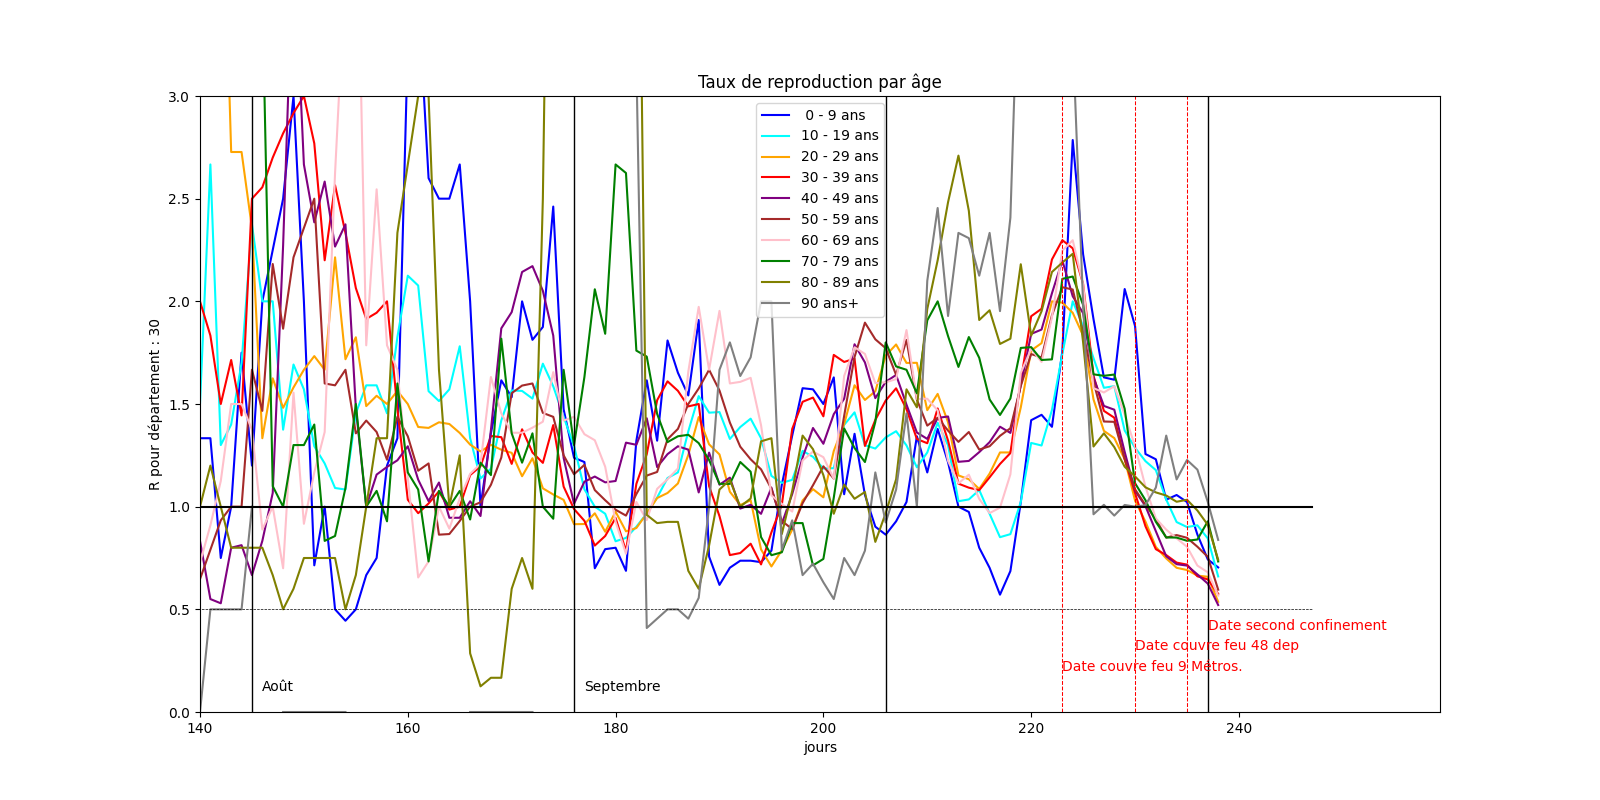 Taux de reproduction par âge
R pour département : 30
3.0
2.5
2.0
1.5
1.0
0.5
0.0
0 - 9 ans
10 - 19 ans
20 - 29 ans
30 - 39 ans
40 - 49 ans
50 - 59 ans
60 - 69 ans
70 - 79 ans
80 - 89 ans
90 ans+
Date second confinement
Date couvre feu 48 dep
Date couvre feu 9 Métros.
Août
Septembre
140
160
180
200
220
240
jours